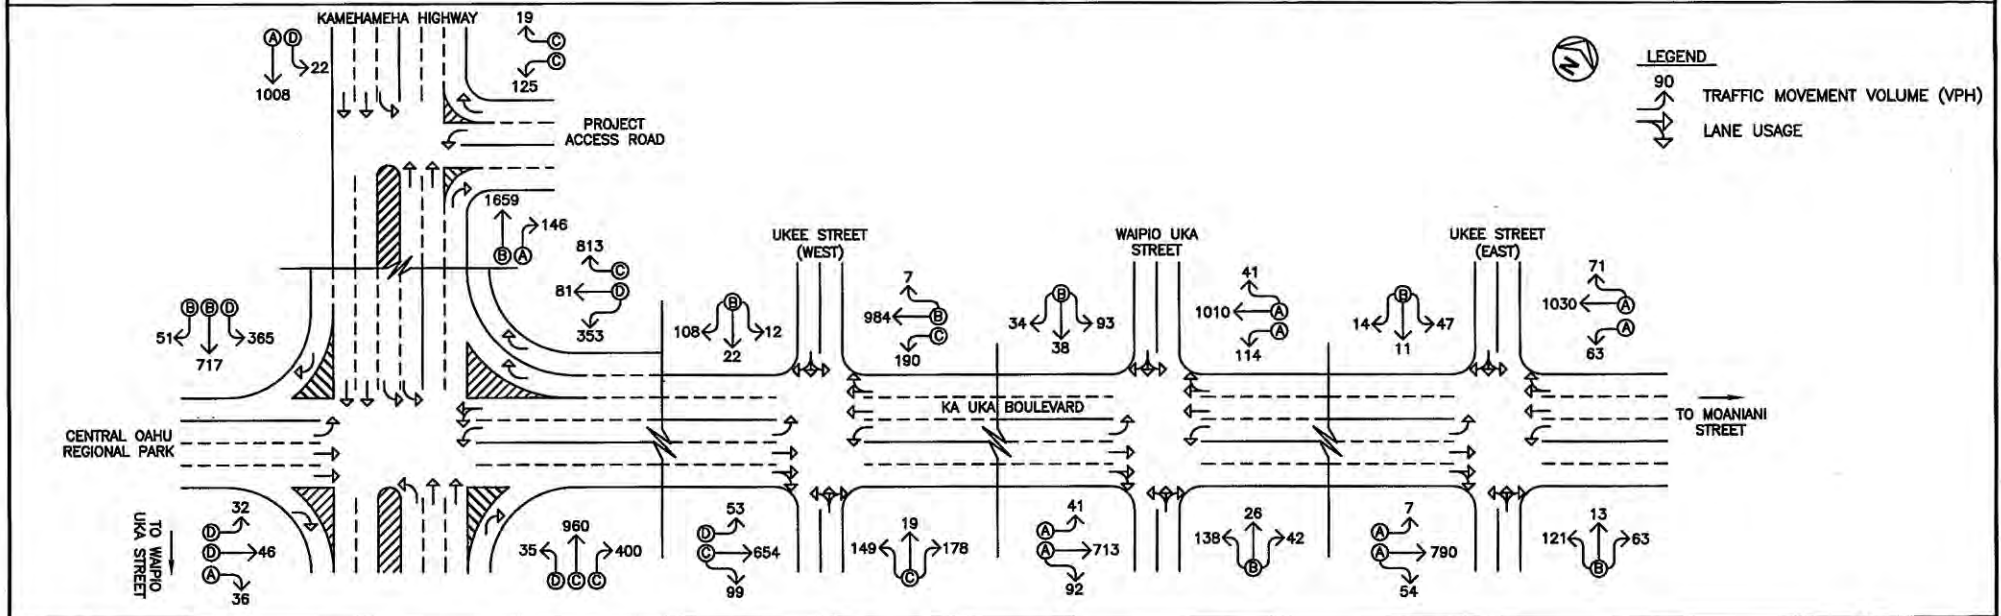 KAMEHAMEHA HIGHWAY
19
A D
C
C
22
1008
125
PROJECT
ACCESS ROAD
N
LEGEND
90
TRAFFIC MOVEMENT VOLUME (VPH)
LANE USAGE
1659
146
B A
813
C
81
D
353
B B D
51
365
717
UKEE STREET
(WEST)
B
108
12
22
7
984
B
C
190
WAIPIO UKA
STREET
B
34
93
38
41
1010
A
A
114
UKEE STREET
(EAST)
B
14
47
11
71
1030
A
A
63
KA UKA BOULEVARD
TO MOANIANI
STREET
CENTRAL OAHU
REGIONAL PARK
TO WAIPIO
UKA STREET
32
D
D
46
A
36
960
35
400
D C C
53
D
C
654
99
19
149
178
C
41
A
A
713
92
26
138
42
B
7
A
A
790
54
13
121
63
B